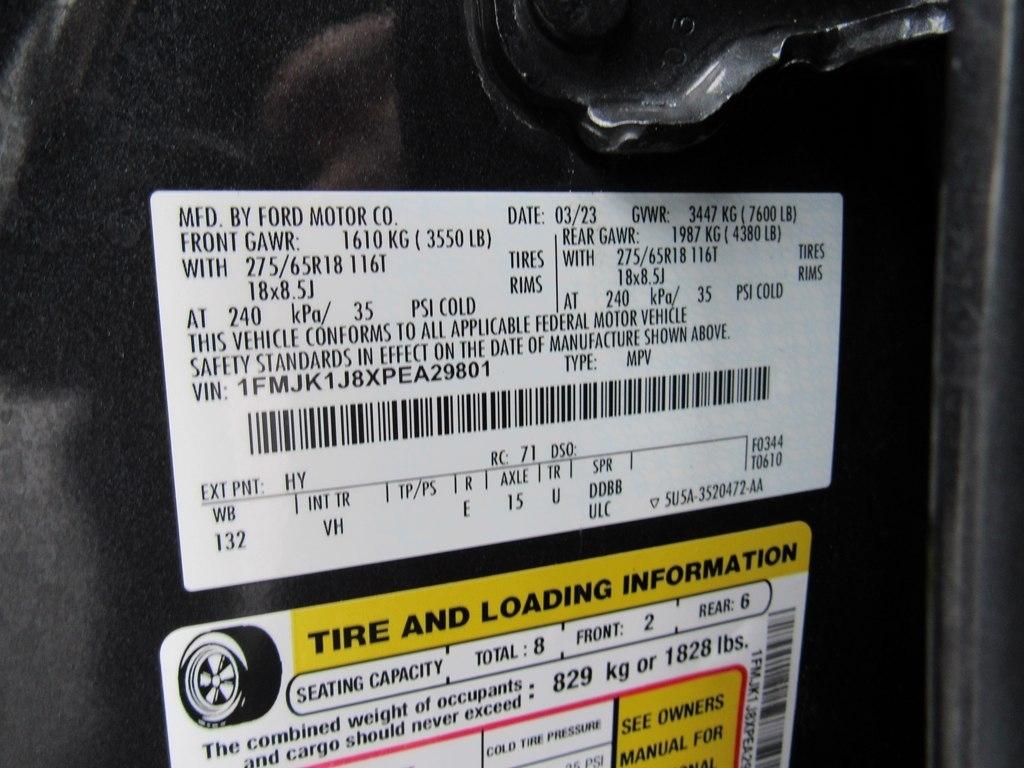 MFD. BY FORD MOTOR CO. DATE: 03/23 GVWR: 3447 KG ( 7600 LB)
FRONT GAWR: 1610 KG ( 3550 LB) REAR GAWR: 1987 KG ( 4380 LB)
WITH 275/65R18 116T TIRES WITH 275/65R18 116T TIRES
18x8.5J RIMS 18x8.5J RIMS
AT 240 kPa/ 35 PSI COLD AT 240 kPa/ 35 PSI COLD
THIS VEHICLE CONFORMS TO ALL APPLICABLE FEDERAL MOTOR VEHICLE
SAFETY STANDARDS IN EFFECT ON THE DATE OF MANUFACTURE SHOWN ABOVE.
VIN: 1FMJK1J8XPEA29801 TYPE: MPV
EXT PNT: HY RC: 71 DSO: F0344
WB INT TR TP/PS R AXLE TR SPR T0610
132 VH E 15 U DDBB
ULC ▽ 5U5A-3520472-AA
TIRE AND LOADING INFORMATION
SEATING CAPACITY TOTAL : 8 FRONT: 2 REAR: 6
The combined weight of occupants
and cargo should never exceed : 829 kg or 1828 lbs.
COLD TIRE PRESSURE
SEE OWNERS
MANUAL FOR
PSI